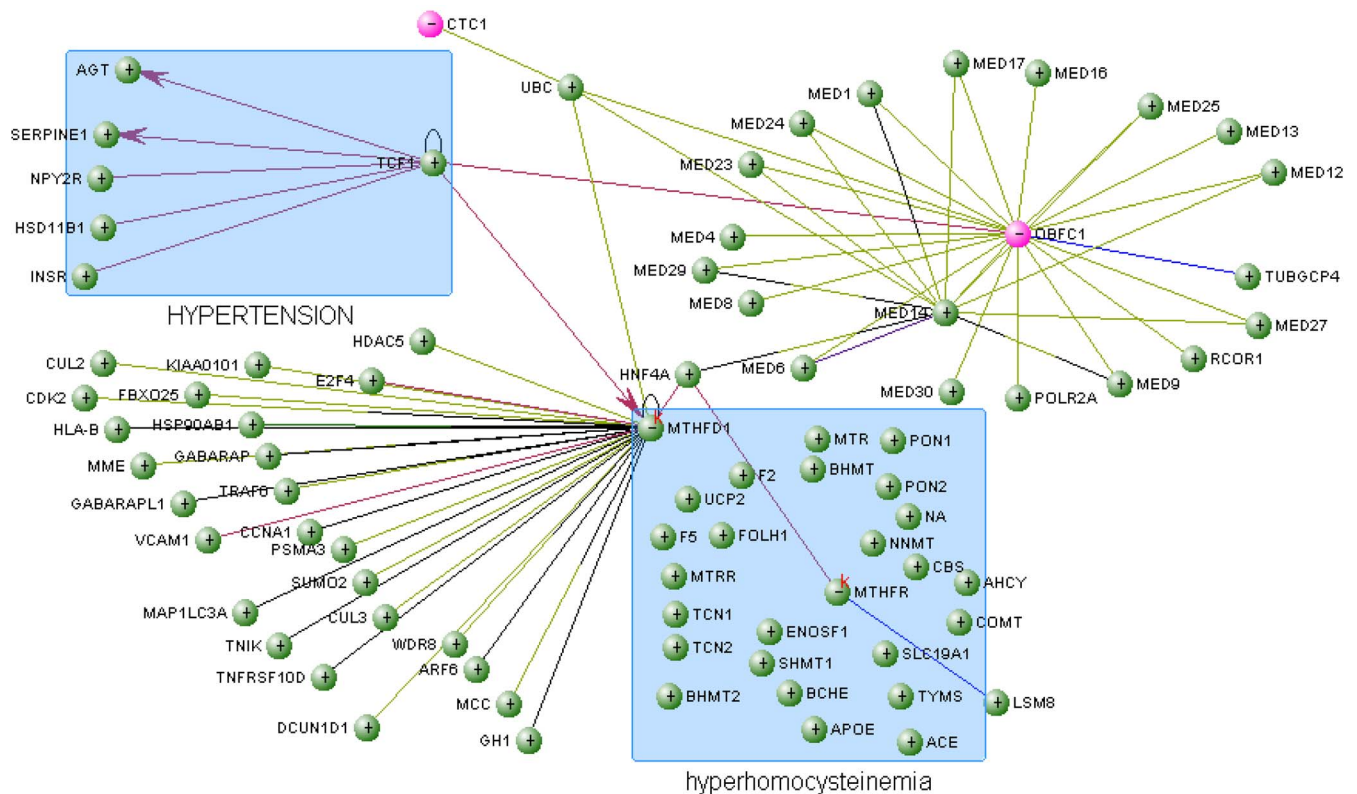 CTC1
AGT
UBC
MED17
MED16
MED1
MED25
SERPINE1
MED24
MED13
TCF1
MED23
MED12
NPY2R
HSD11B1
MED4
OBFC1
INSR
MED29
TUBGCP4
MED8
HYPERTENSION
MED14
MED27
HDAC5
CUL2
KIAA0101
RCOR1
E2F4
HNF4A
MED6
MED9
CDK2
FBXO25
MED30
POLR2A
HLA-B
HSP90AB1
k
MTHFD1
MTR
PON1
MME
GABARAP
BHMT
F2
PON2
GABARAPL1
TRAF6
UCP2
NA
VCAM1
CCNA1
F5
FOLH1
NNMT
PSMA3
CBS
SUMO2
MTRR
k
MTHFR
AHCY
MAP1LC3A
CUL3
TCN1
COMT
TNIK
WDR8
TCN2
ENOSF1
SLC19A1
TNFRSF10D
ARF6
SHMT1
BHMT2
BCHE
TYMS
LSM8
MCC
DCUN1D1
APOE
GH1
ACE
hyperhomocysteinemia